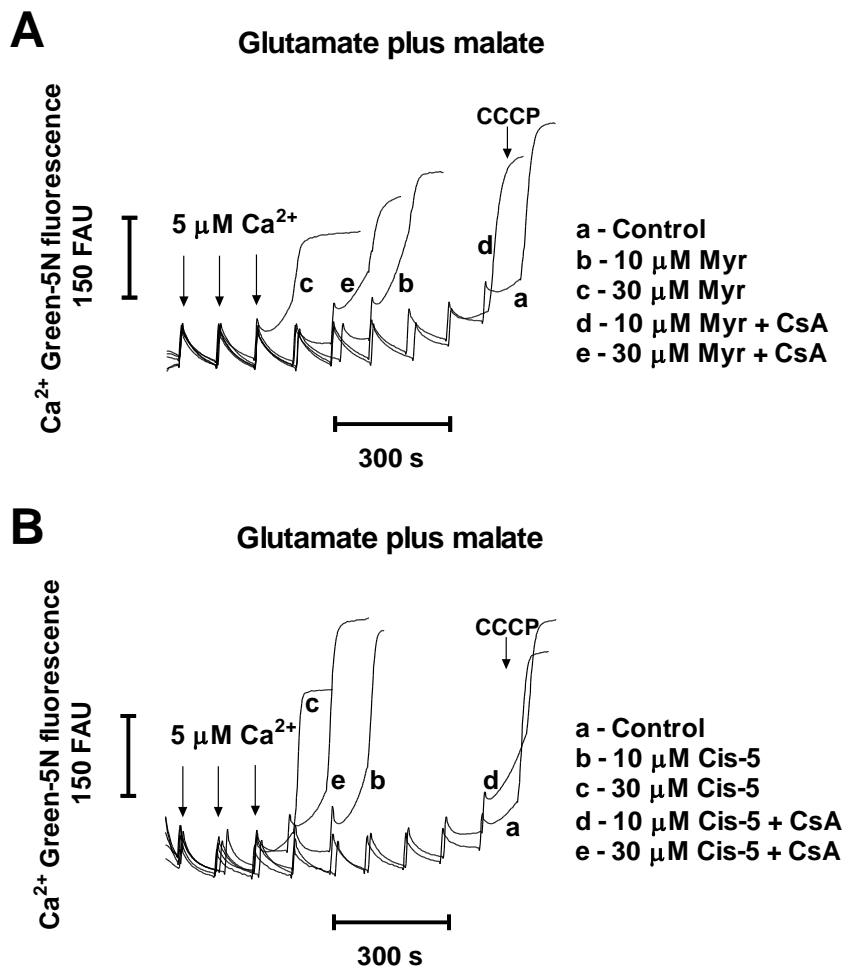 A
Glutamate plus malate
Ca2+ Green-5N fluorescence
150 FAU
5 μM Ca2+
CCCP
c
e
b
d
a
a - Control
b - 10 μM Myr
c - 30 μM Myr
d - 10 μM Myr + CsA
e - 30 μM Myr + CsA
300 s
B
Glutamate plus malate
Ca2+ Green-5N fluorescence
150 FAU
5 μM Ca2+
CCCP
c
e
b
d
a
a - Control
b - 10 μM Cis-5
c - 30 μM Cis-5
d - 10 μM Cis-5 + CsA
e - 30 μM Cis-5 + CsA
300 s